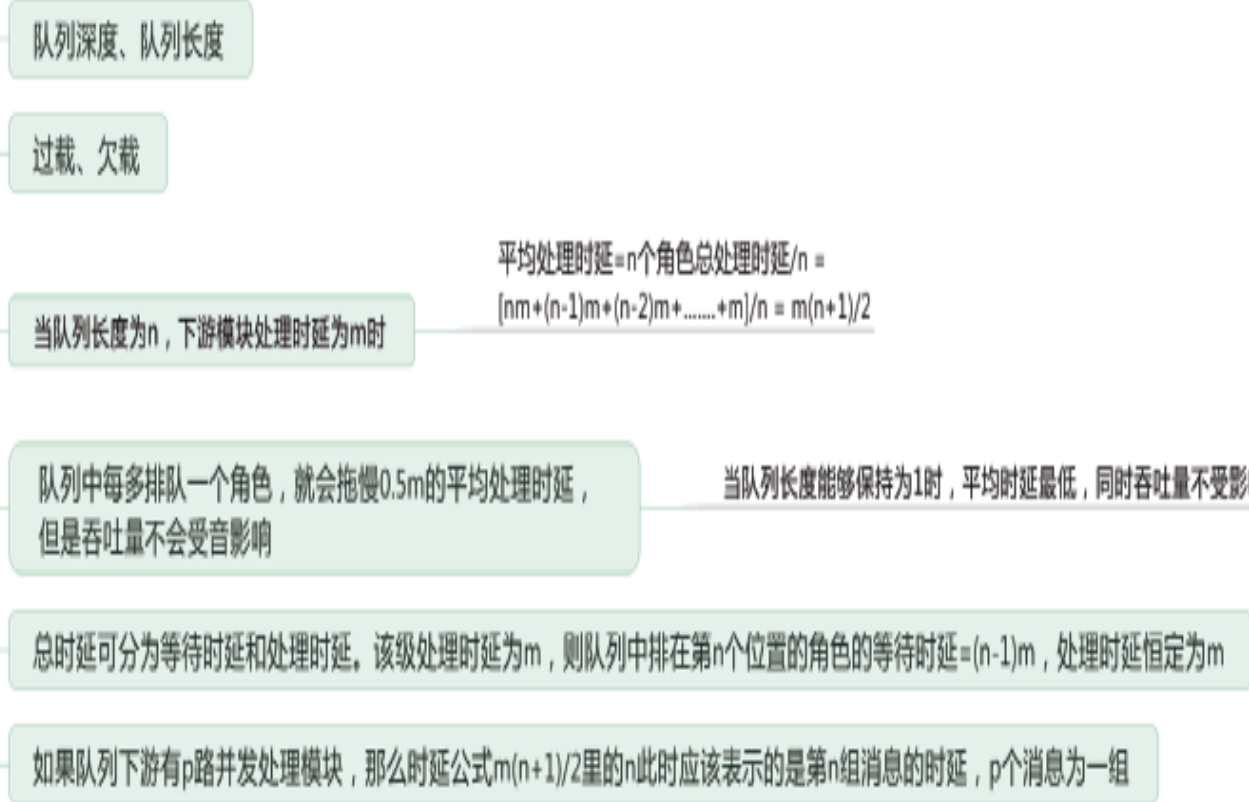 队列深度、队列长度
过载、欠载
平均处理时延=n个角色总处理时延/n =
[nm+(n-1)m+(n-2)m+.......+m]/n = m(n+1)/2
当队列长度为n，下游模块处理时延为m时
队列中每多排队一个角色，就会拖慢0.5m的平均处理时延，
但是吞吐量不会受音影响
当队列长度能够保持为1时，平均时延最低，同时吞吐量不受影
总时延可分为等待时延和处理时延。该级处理时延为m，则队列中排在第n个位置的角色的等待时延=(n-1)m，处理时延恒定为m
如果队列下游有p路并发处理模块，那么时延公式m(n+1)/2里的n此时应该表示的是第n组消息的时延，p个消息为一组